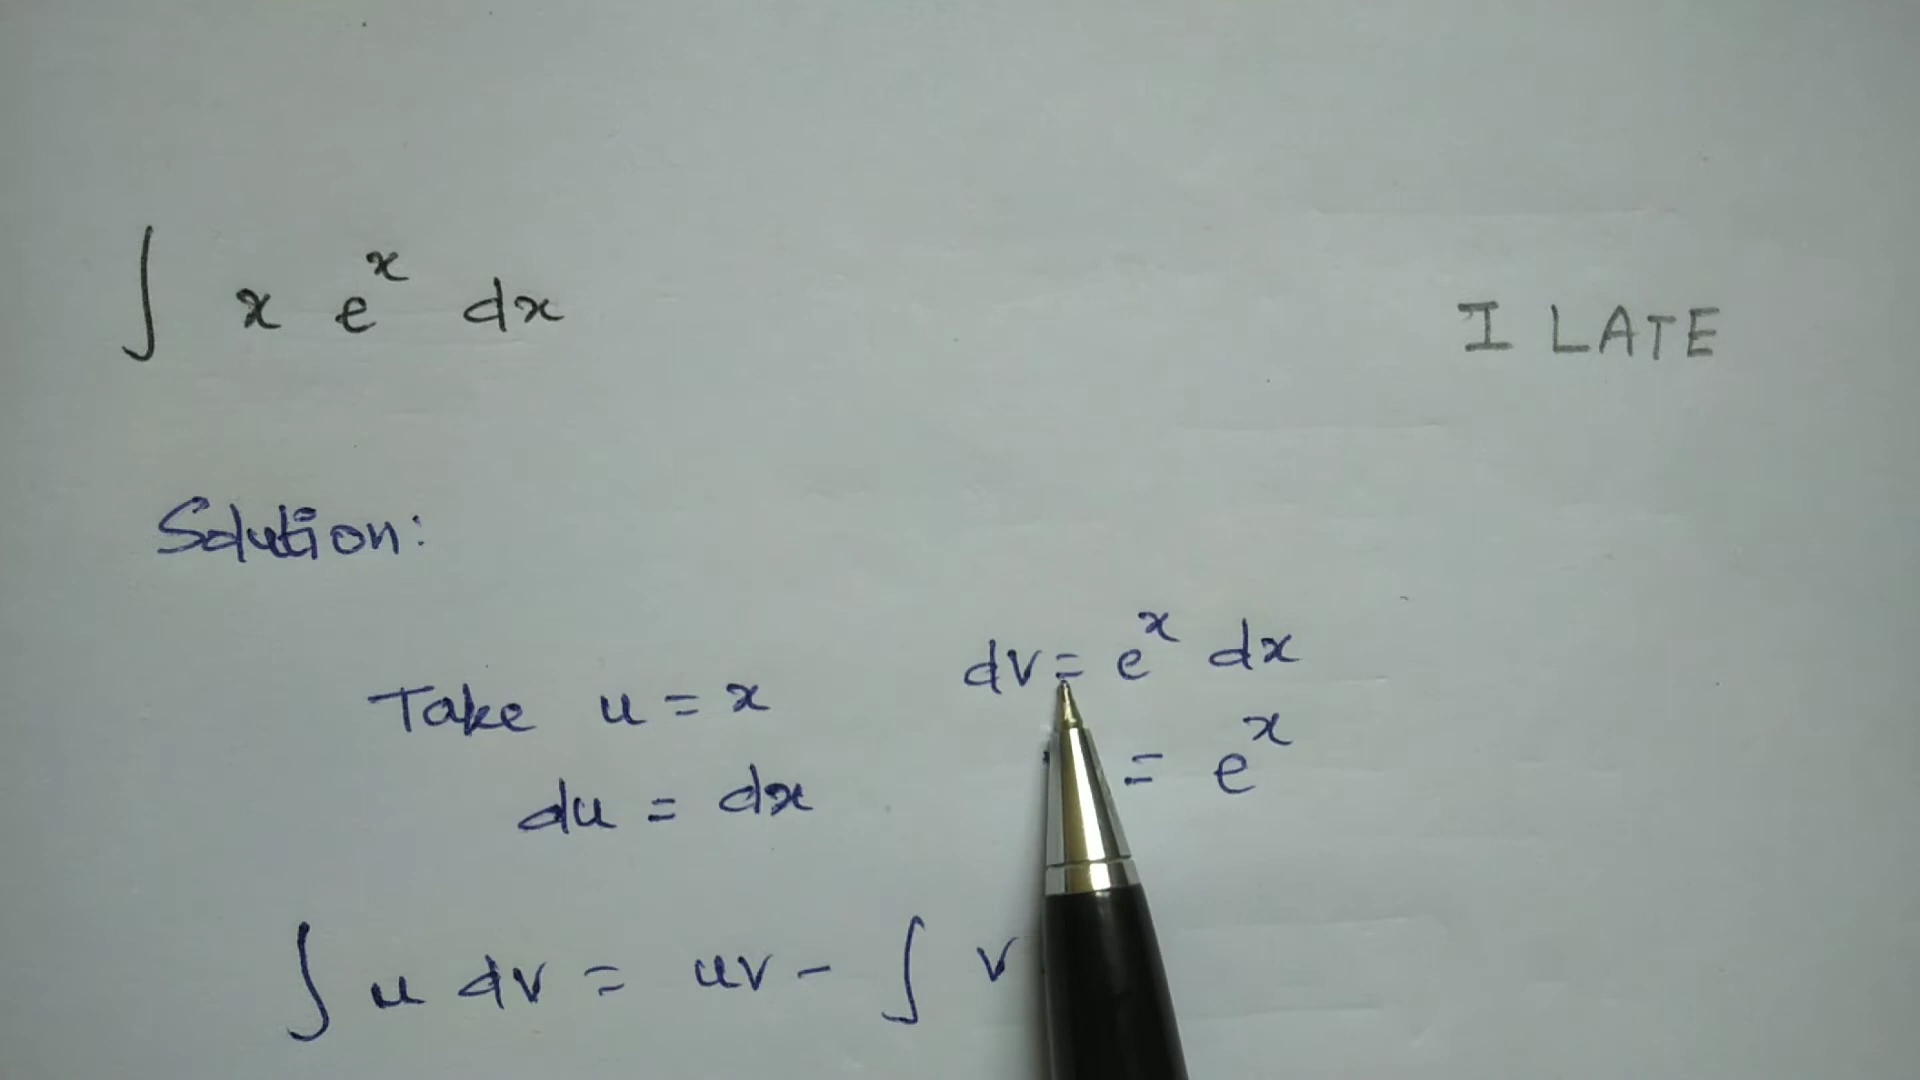 ∫ x e^x dx
I LATE
Solution:
Take u = x dv = e^x dx
du = dx = e^x
∫ u dv = uv - ∫ v